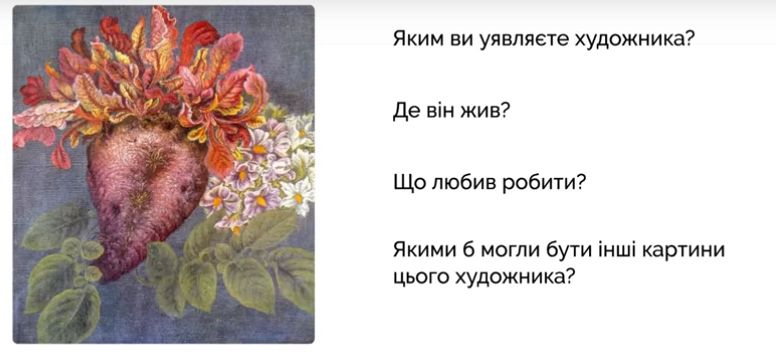 Яким ви уявляєте художника?
Де він жив?
Що любив робити?
Якими б могли бути інші картини
цього художника?